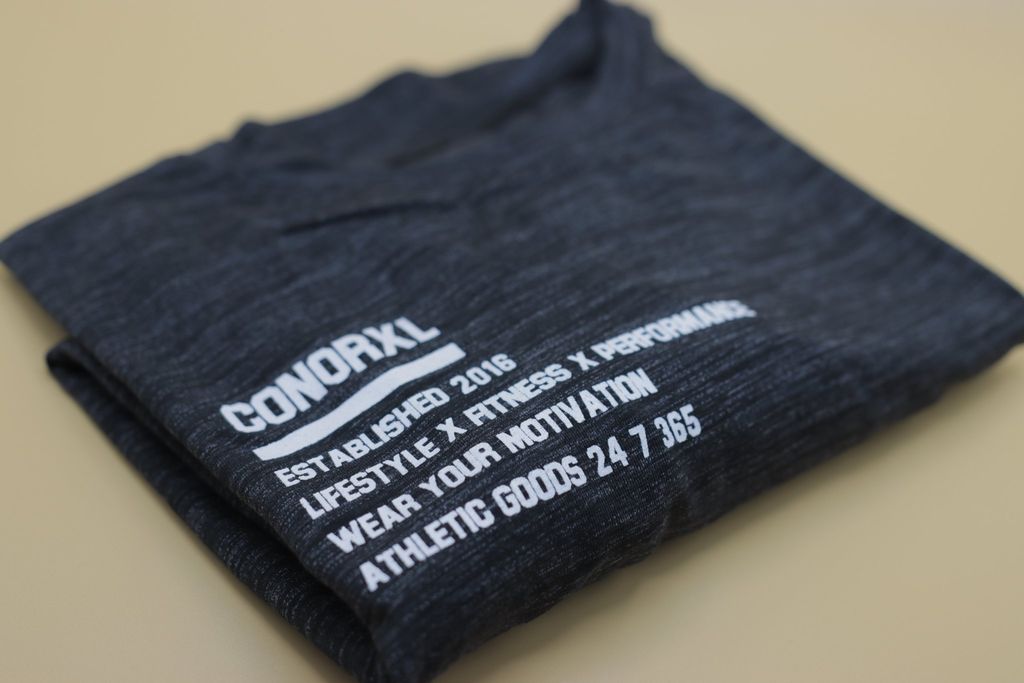 CONORXL
ESTABLISHED 2016
LIFESTYLE X FITNESS X PERFORMANCE
WEAR YOUR MOTIVATION
ATHLETIC GOODS 24 7 365